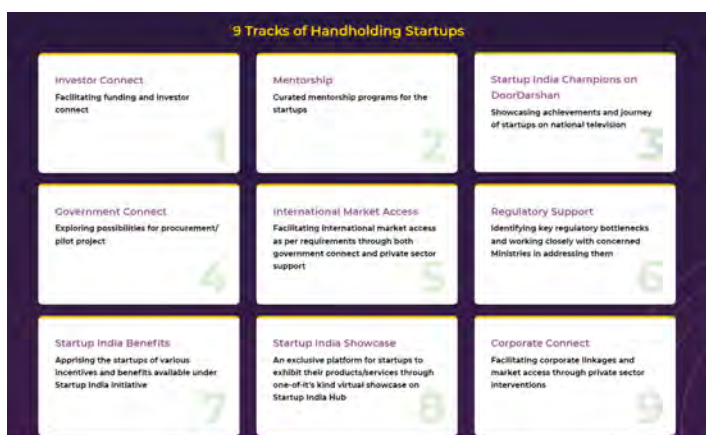 9 Tracks of Handholding Startups
Investor Connect
Facilitating funding and investor
connect
1
Mentorship
Curated mentorship programs for the
startups
2
Startup India Champions on
DoorDarshan
Showcasing achievements and journey
of startups on national television
3
Government Connect
Exploring possibilities for procurement/
pilot project
4
International Market Access
Facilitating international market access
as per requirements through both
government connect and private sector
support
5
Regulatory Support
Identifying key regulatory bottlenecks
and working closely with concerned
Ministries in addressing them
6
Startup India Benefits
Apprising the startups of various
incentives and benefits available under
Startup India Initiative
7
Startup India Showcase
An exclusive platform for startups to
exhibit their products/services through
one-of-it's kind virtual showcase on
Startup India Hub
8
Corporate Connect
Facilitating corporate linkages and
market access through private sector
interventions
9